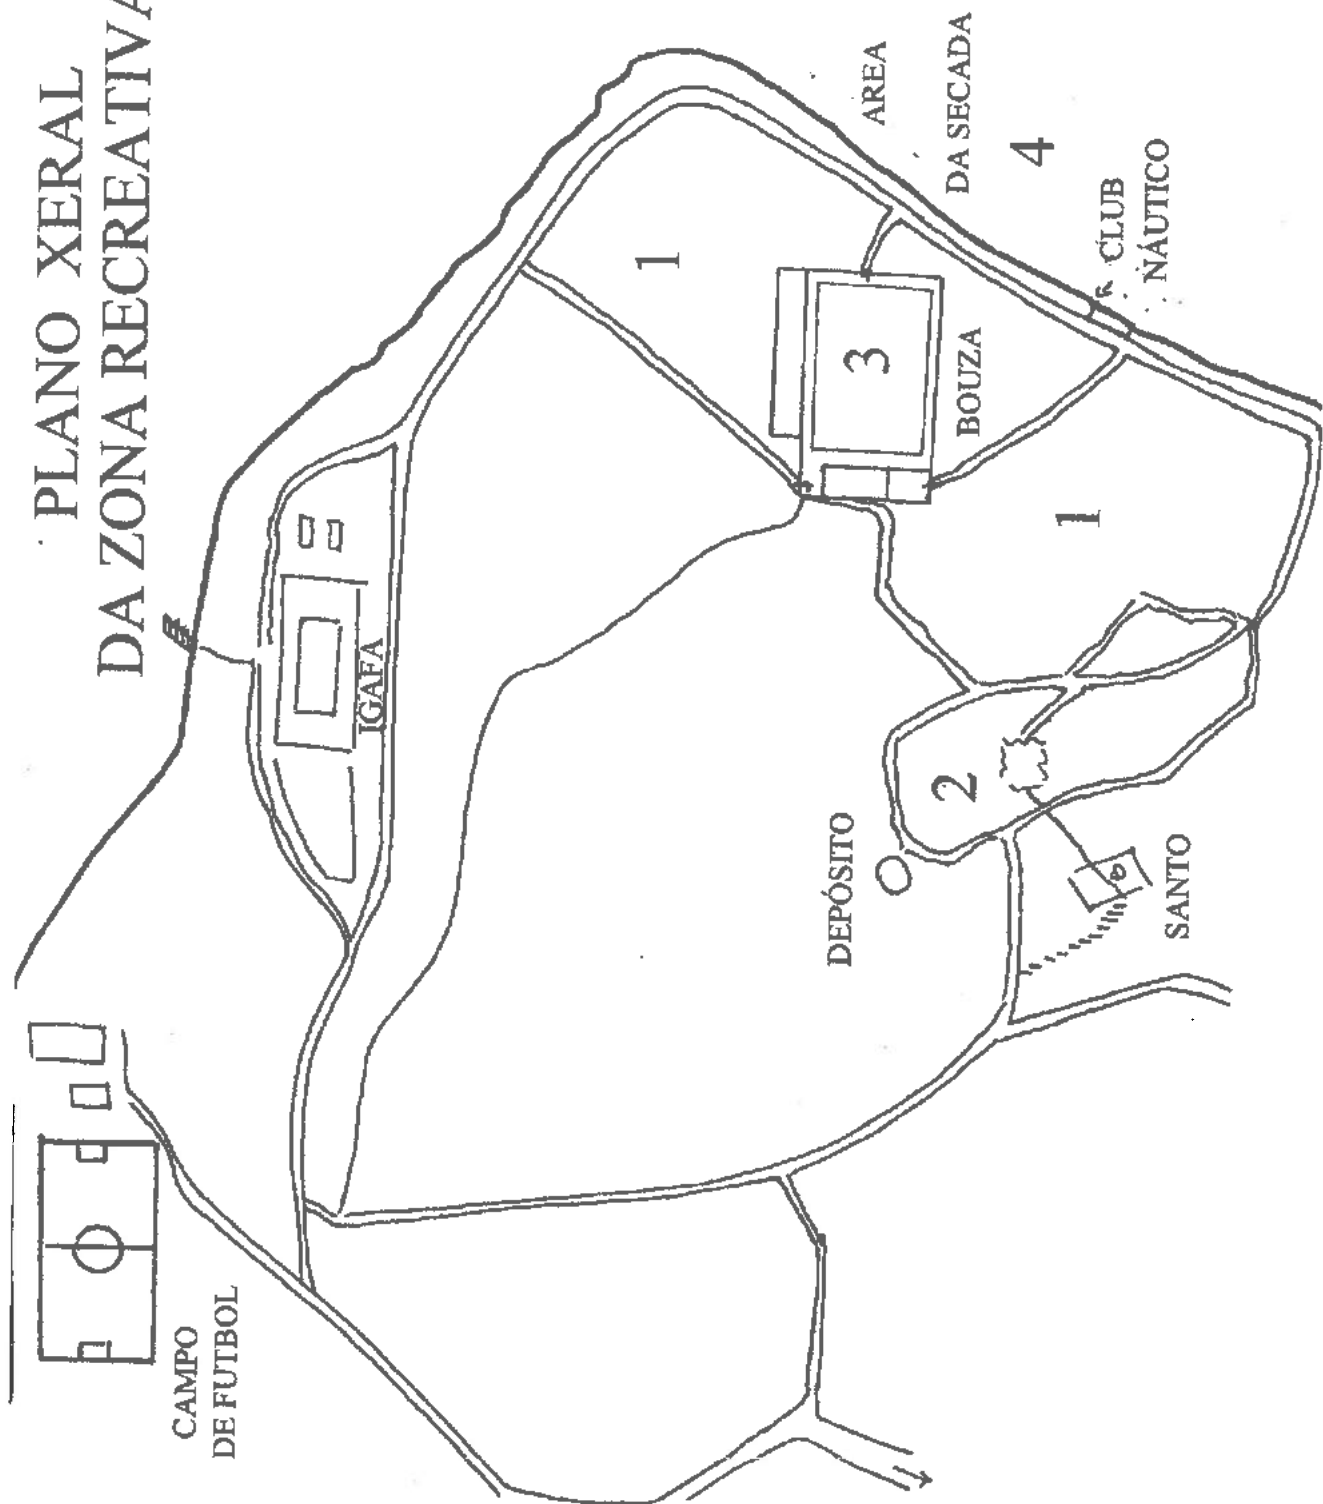 PLANO XERAL
DA ZONA RECREATIVA
CAMPO
DE FUTBOL
IGAFA
1
AREA
DA SECADA
4
CLUB
NÁUTICO
3
BOUZA
1
2
DEPÓSITO
SANTO